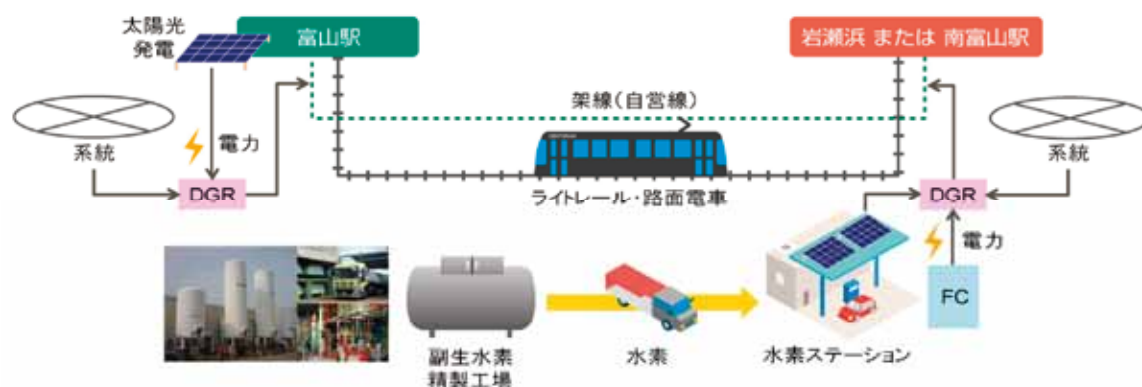 太陽光
発電
富山駅
岩瀬浜 または 南富山駅
架線(自営線)
系統
電力
DGR
ライトレール・路面電車
系統
DGR
電力
FC
副生水素
精製工場
水素
水素ステーション